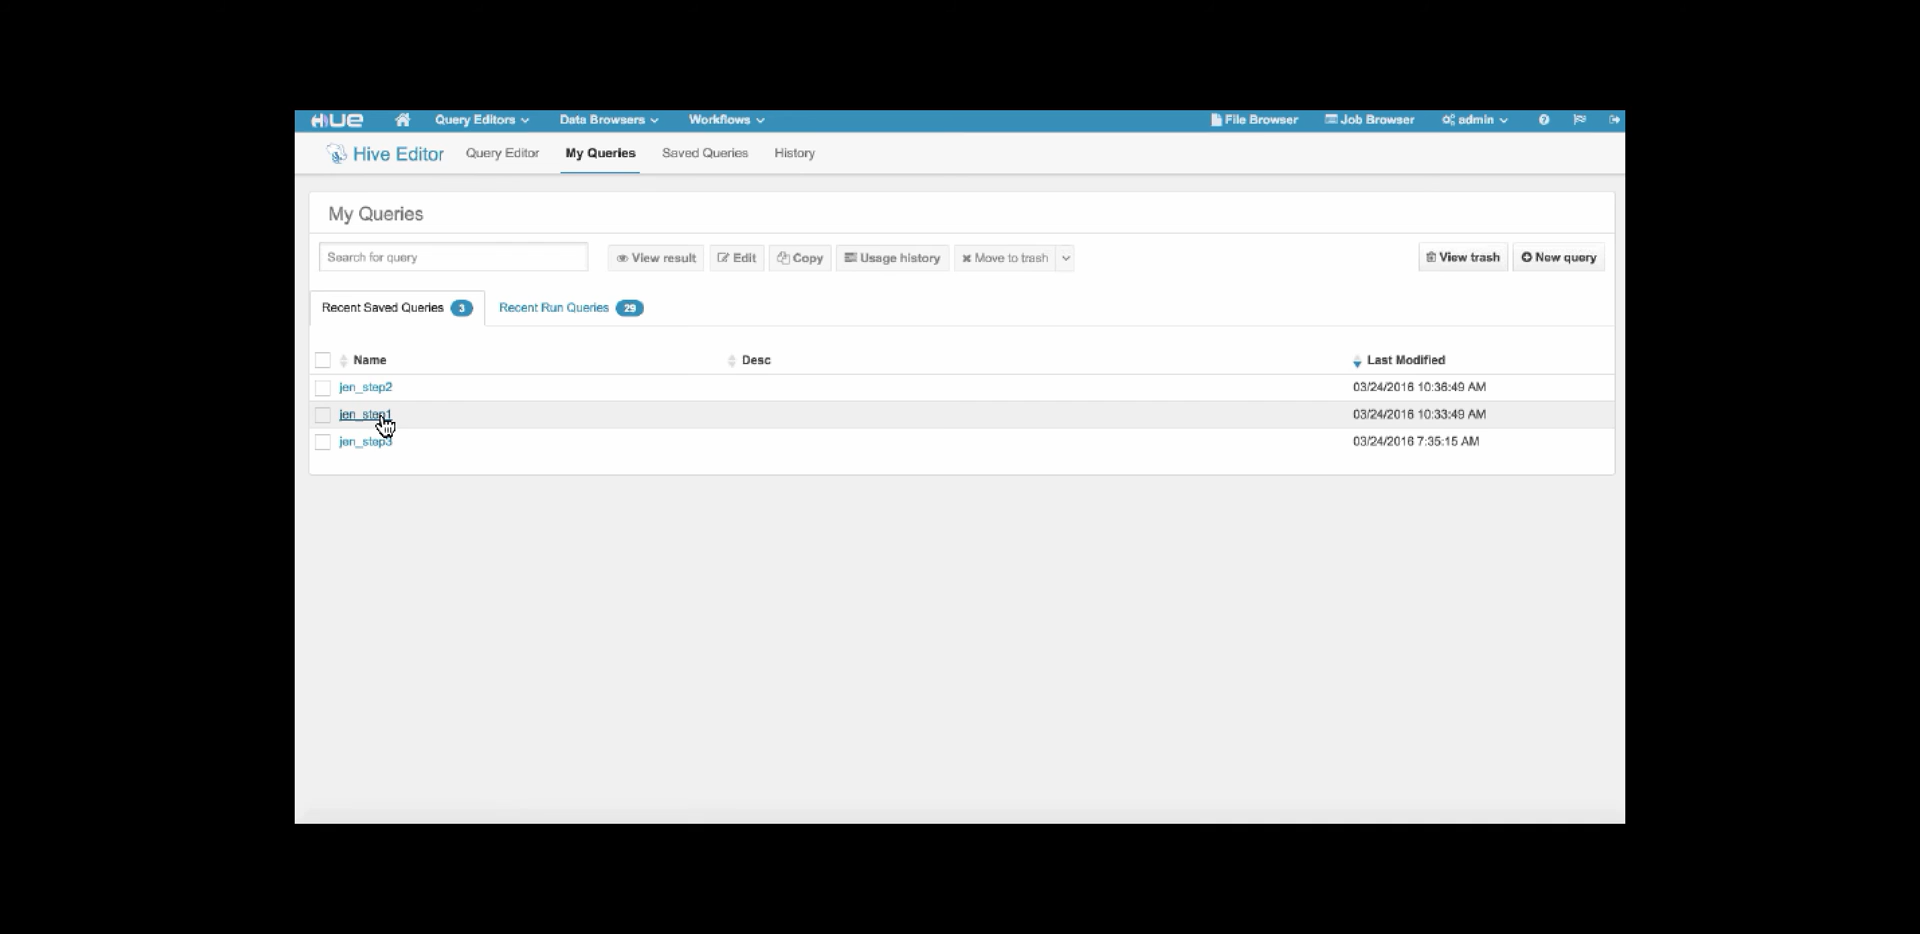 HUE Query Editors Data Browsers Workflows File Browser Job Browser admin
Hive Editor Query Editor My Queries Saved Queries History
My Queries
Search for query View result Edit Copy Usage history Move to trash View trash New query
Recent Saved Queries 3 Recent Run Queries 29
Name Desc Last Modified
jen_step2 03/24/2016 10:36:49 AM
jen_step1 03/24/2016 10:33:49 AM
jen_step3 03/24/2016 7:35:15 AM